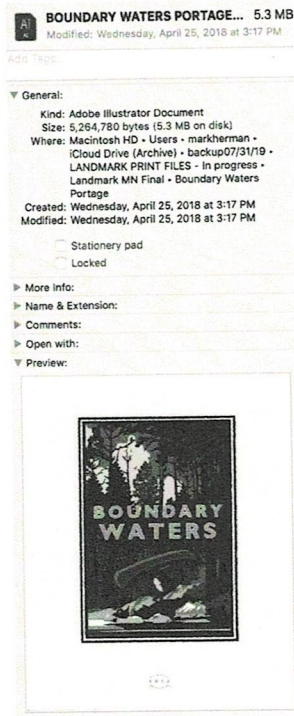 BOUNDARY WATERS PORTAGE... 5.3 MB
Modified: Wednesday, April 25, 2018 at 3:17 PM
Add Tags...
General:
Kind: Adobe Illustrator Document
Size: 5,264,780 bytes (5.3 MB on disk)
Where: Macintosh HD • Users • markherman •
iCloud Drive (Archive) • backup07/31/19 •
LANDMARK PRINT FILES - In progress •
Landmark MN Final • Boundary Waters
Portage
Created: Wednesday, April 25, 2018 at 3:17 PM
Modified: Wednesday, April 25, 2018 at 3:17 PM
Stationery pad
Locked
More Info:
Name & Extension:
Comments:
Open with:
Preview:
BOUNDARY
WATERS